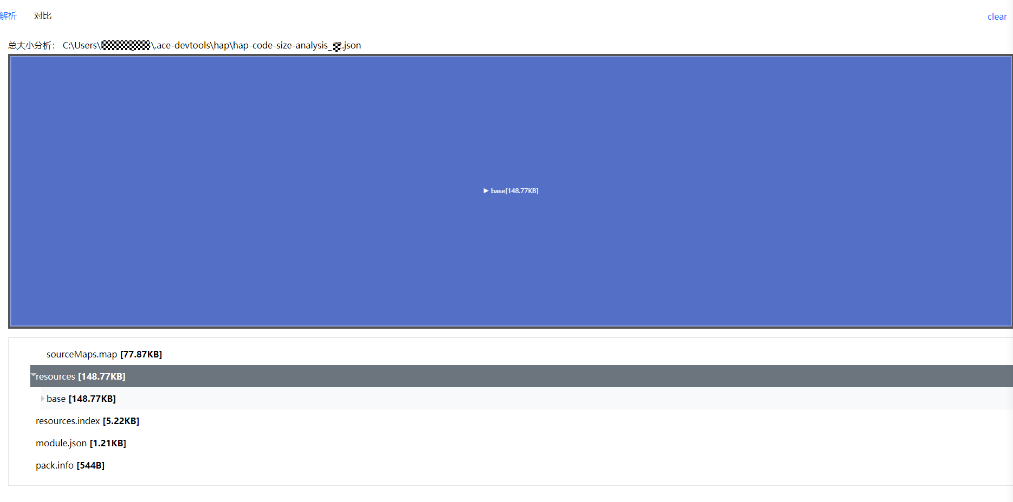 解析 对比 clear
总大小分析： C:\Users\ \.ace-devtools\hap\hap-code-size-analysis_ .json
▶ base[148.77KB]
sourceMaps.map [77.87KB]
resources [148.77KB]
base [148.77KB]
resources.index [5.22KB]
module.json [1.21KB]
pack.info [544B]